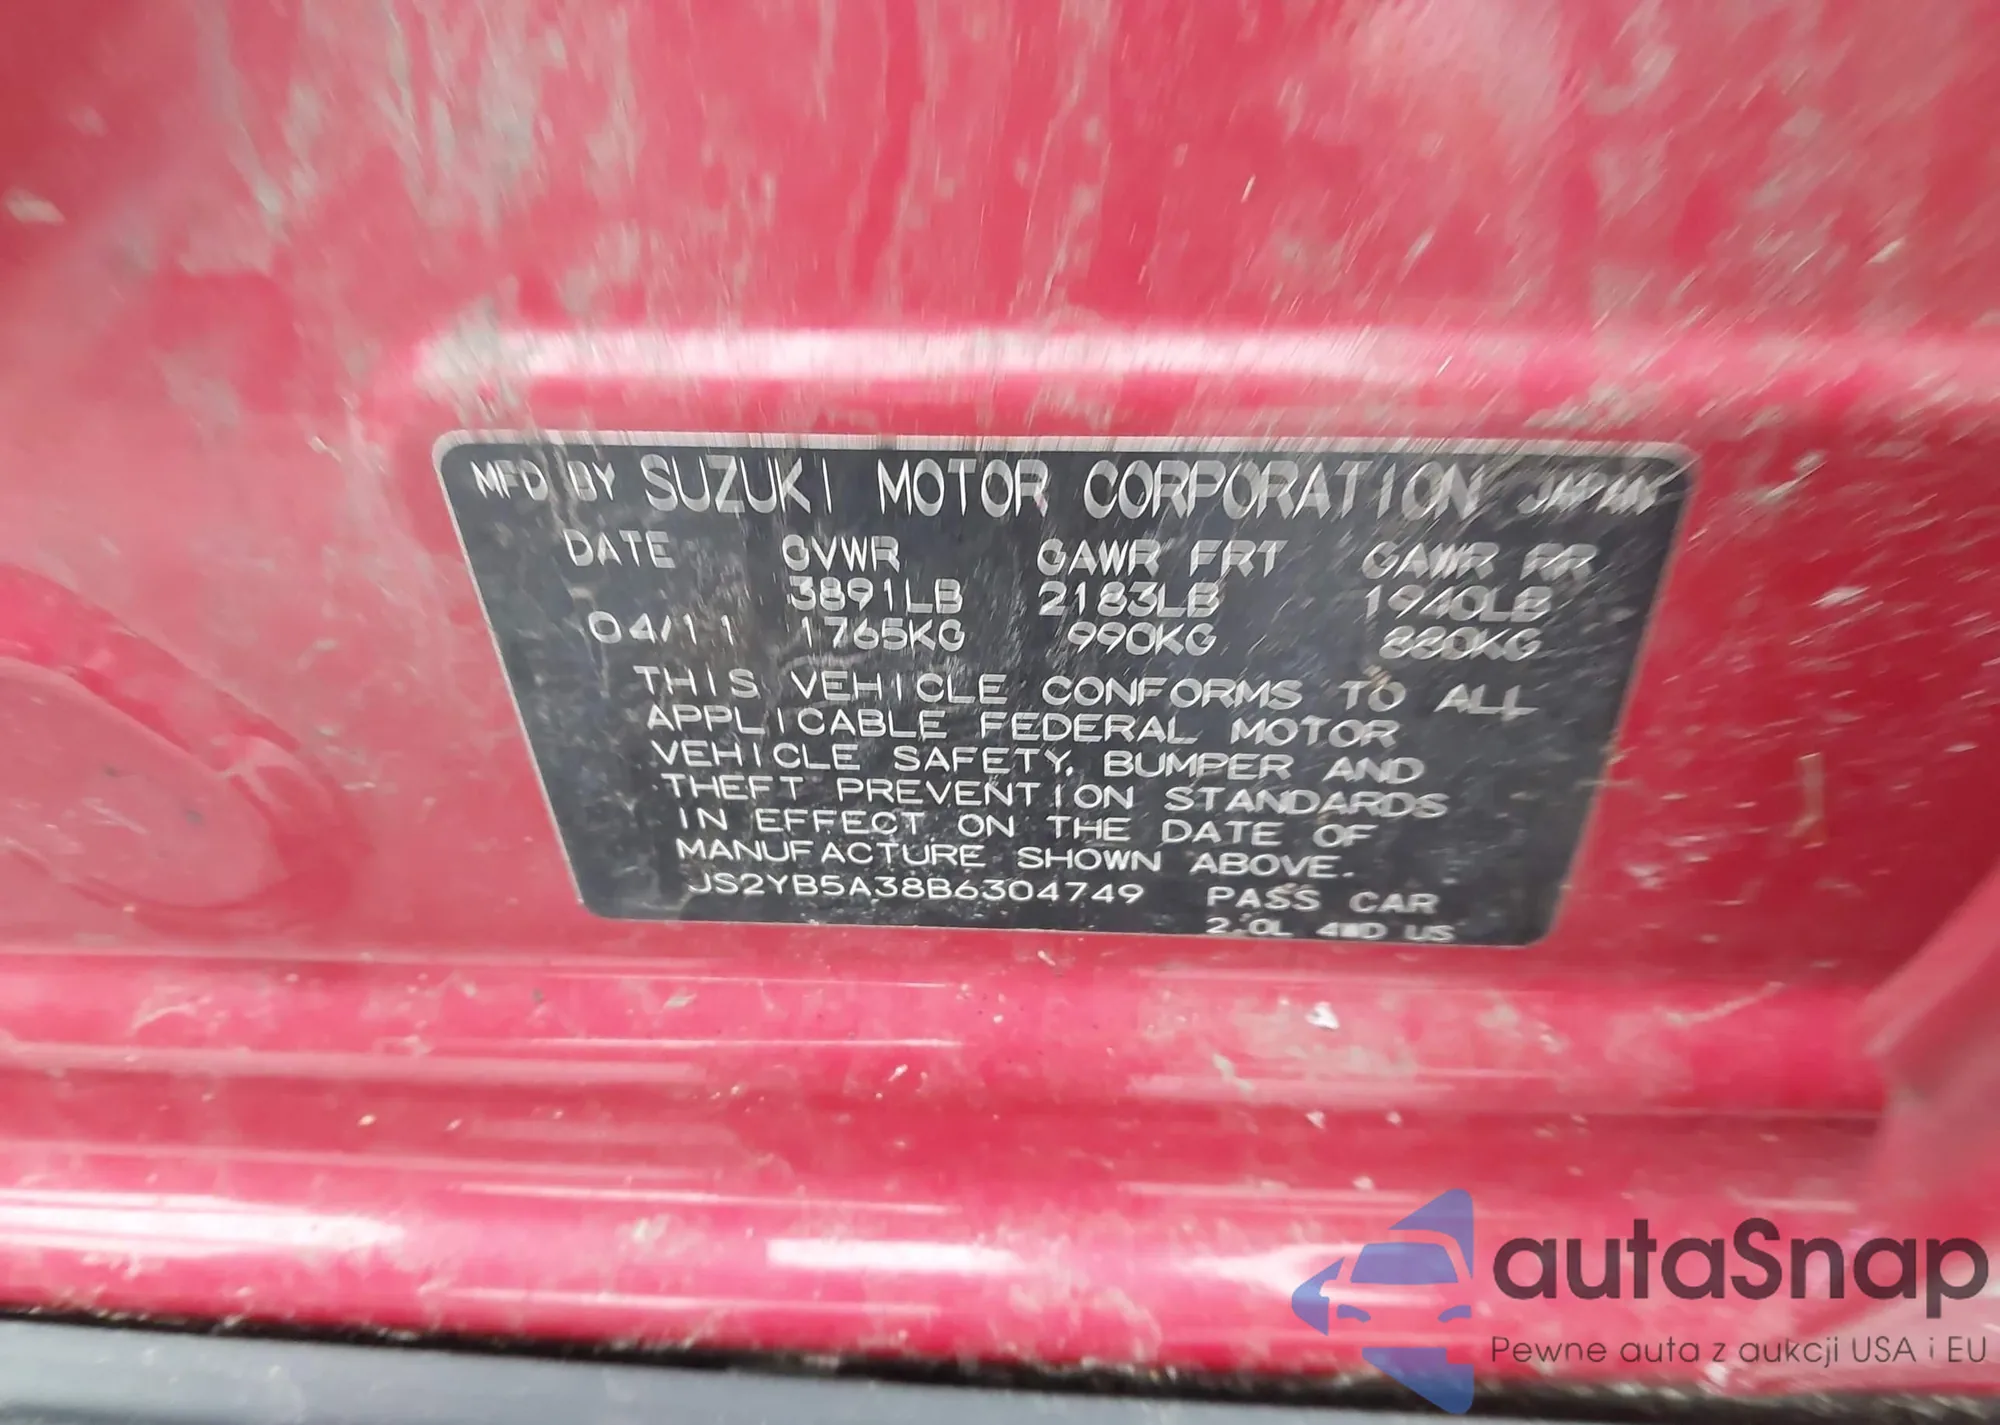 MFD BY SUZUKI MOTOR CORPORATION JAPAN
DATE GVWR GAWR FRT GAWR RR
3891LB 2183LB 1940LB
04/11 1765KG 990KG 880KG
THIS VEHICLE CONFORMS TO ALL
APPLICABLE FEDERAL MOTOR
VEHICLE SAFETY, BUMPER AND
THEFT PREVENTION STANDARDS
IN EFFECT ON THE DATE OF
MANUFACTURE SHOWN ABOVE.
JS2YB5A38B6304749 PASS CAR
2.0L 4WD US
autaSnap
Pewne auta z aukcji USA i EU